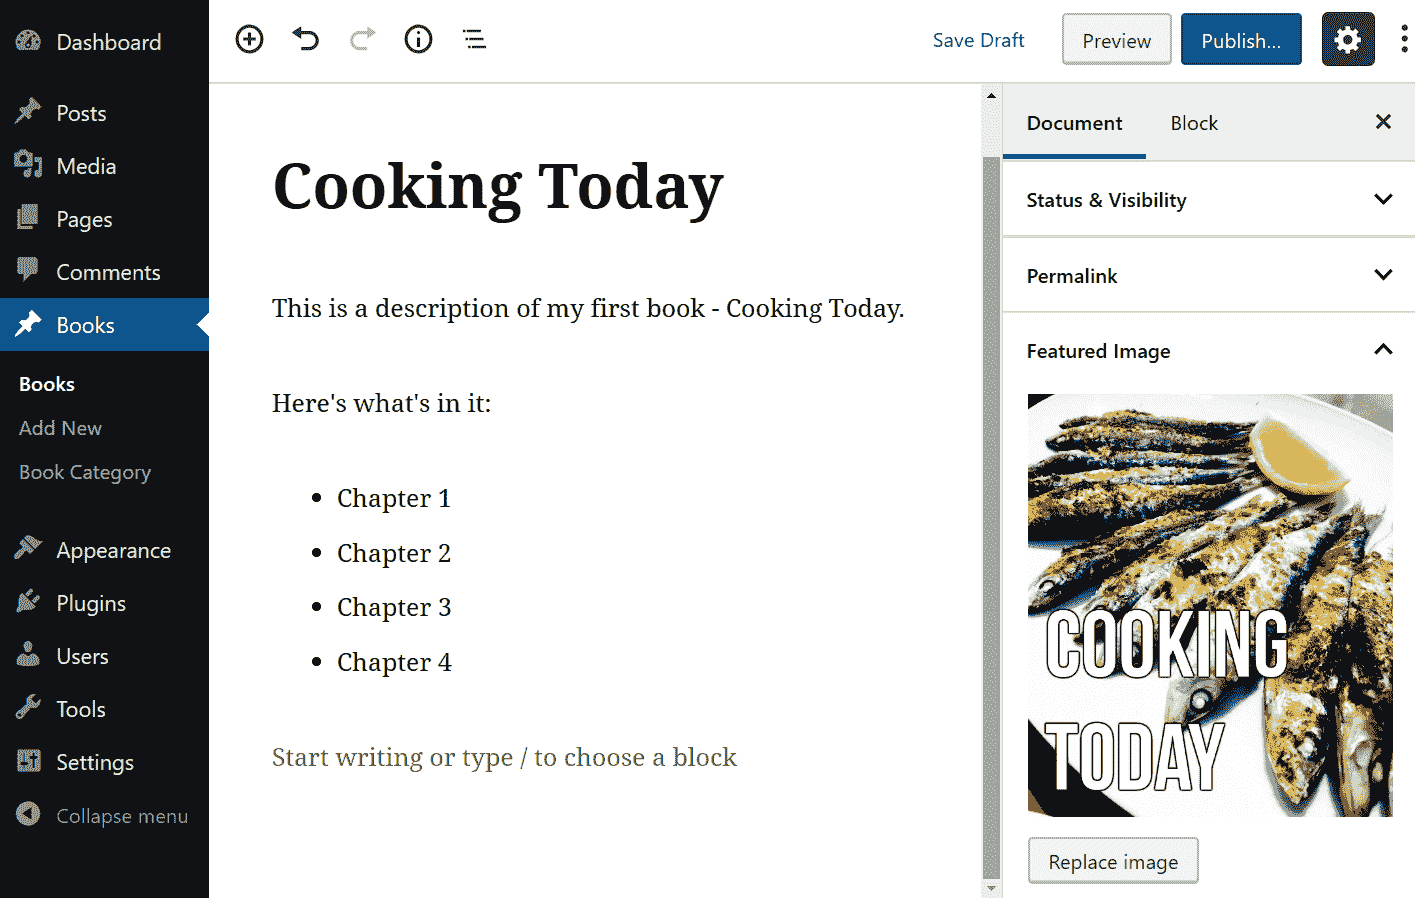 Dashboard
Posts
Media
Pages
Comments
Books
Books
Add New
Book Category
Appearance
Plugins
Users
Tools
Settings
Collapse menu
Save Draft
Preview
Publish...
Cooking Today
This is a description of my first book - Cooking Today.
Here's what's in it:
Chapter 1
Chapter 2
Chapter 3
Chapter 4
Start writing or type / to choose a block
Document
Block
Status & Visibility
Permalink
Featured Image
COOKING
TODAY
Replace image